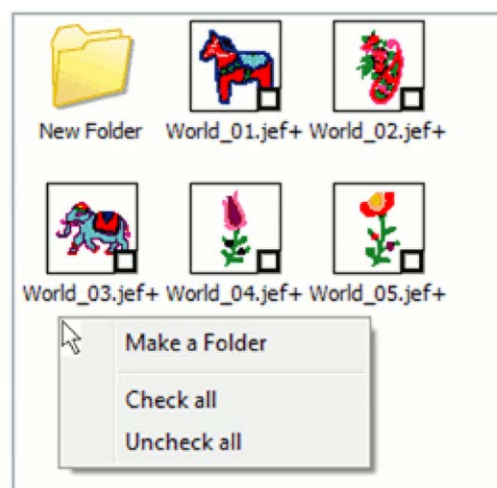 New Folder World_01.jef+ World_02.jef+
World_03.jef+ World_04.jef+ World_05.jef+
Make a Folder
Check all
Uncheck all